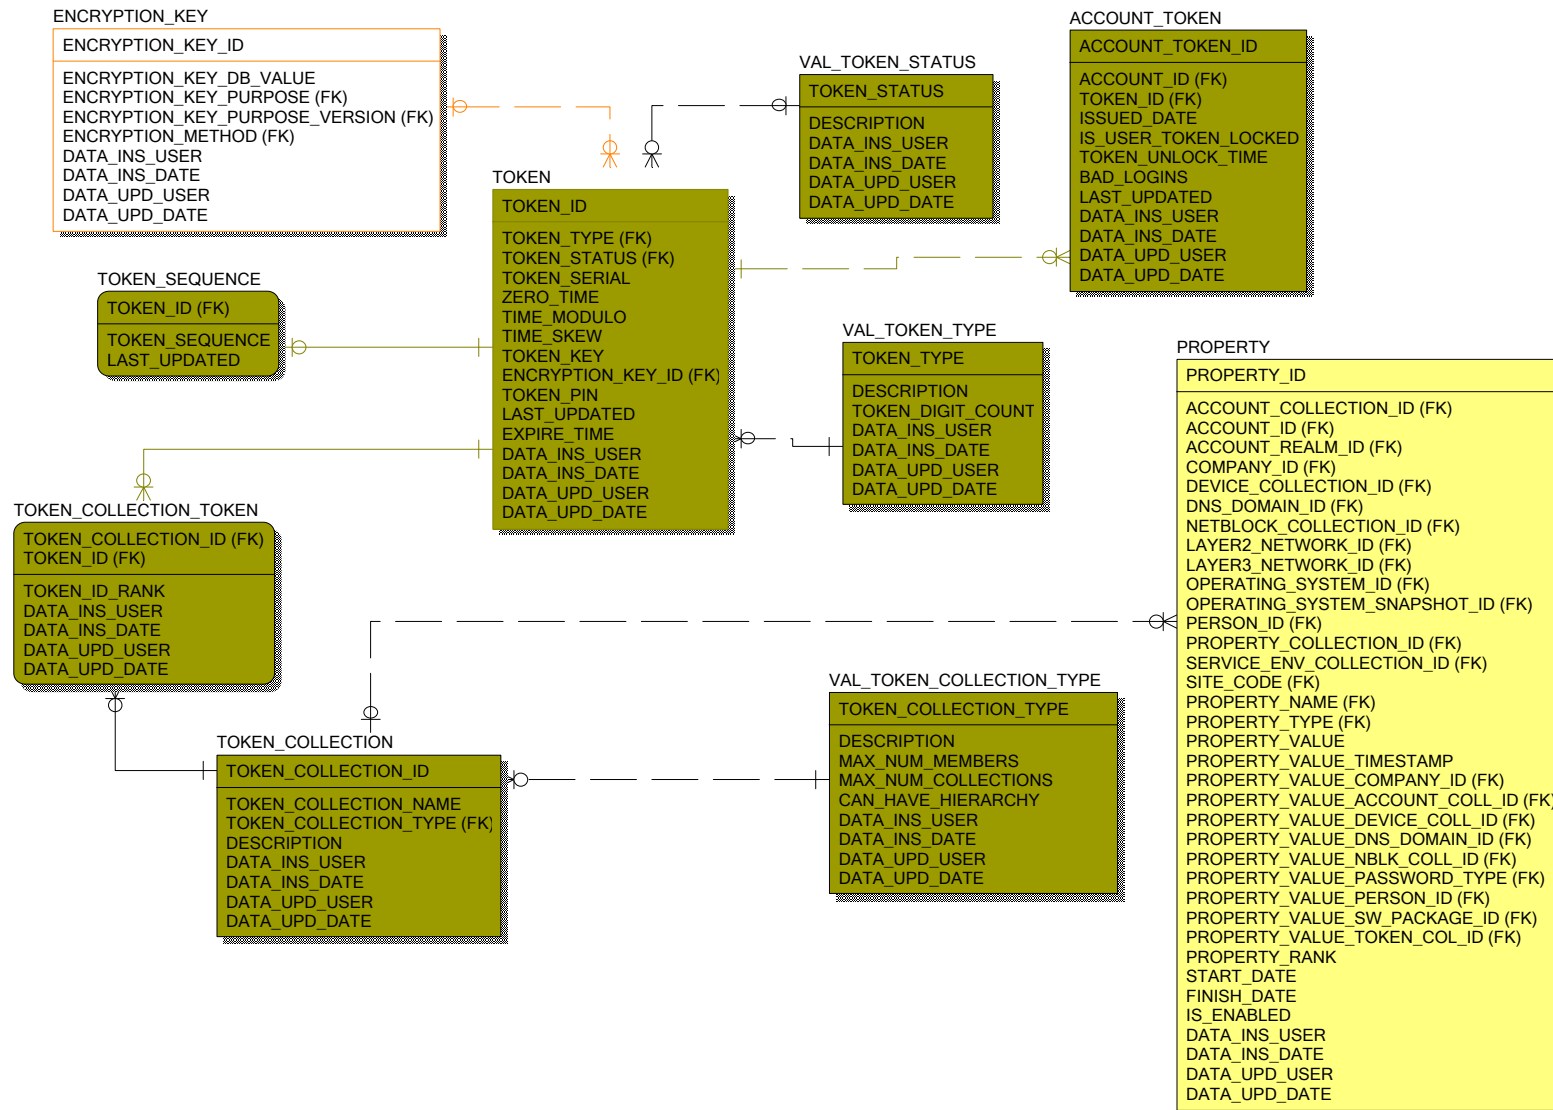 ENCRYPTION_KEY
ENCRYPTION_KEY_ID
ENCRYPTION_KEY_DB_VALUE
ENCRYPTION_KEY_PURPOSE (FK)
ENCRYPTION_KEY_PURPOSE_VERSION (FK)
ENCRYPTION_METHOD (FK)
DATA_INS_USER
DATA_INS_DATE
DATA_UPD_USER
DATA_UPD_DATE
VAL_TOKEN_STATUS
TOKEN_STATUS
DESCRIPTION
DATA_INS_USER
DATA_INS_DATE
DATA_UPD_USER
DATA_UPD_DATE
ACCOUNT_TOKEN
ACCOUNT_TOKEN_ID
ACCOUNT_ID (FK)
TOKEN_ID (FK)
ISSUED_DATE
IS_USER_TOKEN_LOCKED
TOKEN_UNLOCK_TIME
BAD_LOGINS
LAST_UPDATED
DATA_INS_USER
DATA_INS_DATE
DATA_UPD_USER
DATA_UPD_DATE
TOKEN
TOKEN_ID
TOKEN_TYPE (FK)
TOKEN_STATUS (FK)
TOKEN_SERIAL
ZERO_TIME
TIME_MODULO
TIME_SKEW
TOKEN_KEY
ENCRYPTION_KEY_ID (FK)
TOKEN_PIN
LAST_UPDATED
EXPIRE_TIME
DATA_INS_USER
DATA_INS_DATE
DATA_UPD_USER
DATA_UPD_DATE
TOKEN_SEQUENCE
TOKEN_ID (FK)
TOKEN_SEQUENCE
LAST_UPDATED
VAL_TOKEN_TYPE
TOKEN_TYPE
DESCRIPTION
TOKEN_DIGIT_COUNT
DATA_INS_USER
DATA_INS_DATE
DATA_UPD_USER
DATA_UPD_DATE
PROPERTY
PROPERTY_ID
ACCOUNT_COLLECTION_ID (FK)
ACCOUNT_ID (FK)
ACCOUNT_REALM_ID (FK)
COMPANY_ID (FK)
DEVICE_COLLECTION_ID (FK)
DNS_DOMAIN_ID (FK)
NETBLOCK_COLLECTION_ID (FK)
LAYER2_NETWORK_ID (FK)
LAYER3_NETWORK_ID (FK)
OPERATING_SYSTEM_ID (FK)
OPERATING_SYSTEM_SNAPSHOT_ID (FK)
PERSON_ID (FK)
PROPERTY_COLLECTION_ID (FK)
SERVICE_ENV_COLLECTION_ID (FK)
SITE_CODE (FK)
PROPERTY_NAME (FK)
PROPERTY_TYPE (FK)
PROPERTY_VALUE
PROPERTY_VALUE_TIMESTAMP
PROPERTY_VALUE_COMPANY_ID (FK)
PROPERTY_VALUE_ACCOUNT_COLL_ID (FK)
PROPERTY_VALUE_DEVICE_COLL_ID (FK)
PROPERTY_VALUE_DNS_DOMAIN_ID (FK)
PROPERTY_VALUE_NBLK_COLL_ID (FK)
PROPERTY_VALUE_PASSWORD_TYPE (FK)
PROPERTY_VALUE_PERSON_ID (FK)
PROPERTY_VALUE_SW_PACKAGE_ID (FK)
PROPERTY_VALUE_TOKEN_COL_ID (FK)
PROPERTY_RANK
START_DATE
FINISH_DATE
IS_ENABLED
DATA_INS_USER
DATA_INS_DATE
DATA_UPD_USER
DATA_UPD_DATE
TOKEN_COLLECTION_TOKEN
TOKEN_COLLECTION_ID (FK)
TOKEN_ID (FK)
TOKEN_ID_RANK
DATA_INS_USER
DATA_INS_DATE
DATA_UPD_USER
DATA_UPD_DATE
TOKEN_COLLECTION
TOKEN_COLLECTION_ID
TOKEN_COLLECTION_NAME
TOKEN_COLLECTION_TYPE (FK)
DESCRIPTION
DATA_INS_USER
DATA_INS_DATE
DATA_UPD_USER
DATA_UPD_DATE
VAL_TOKEN_COLLECTION_TYPE
TOKEN_COLLECTION_TYPE
DESCRIPTION
MAX_NUM_MEMBERS
MAX_NUM_COLLECTIONS
CAN_HAVE_HIERARCHY
DATA_INS_USER
DATA_INS_DATE
DATA_UPD_USER
DATA_UPD_DATE